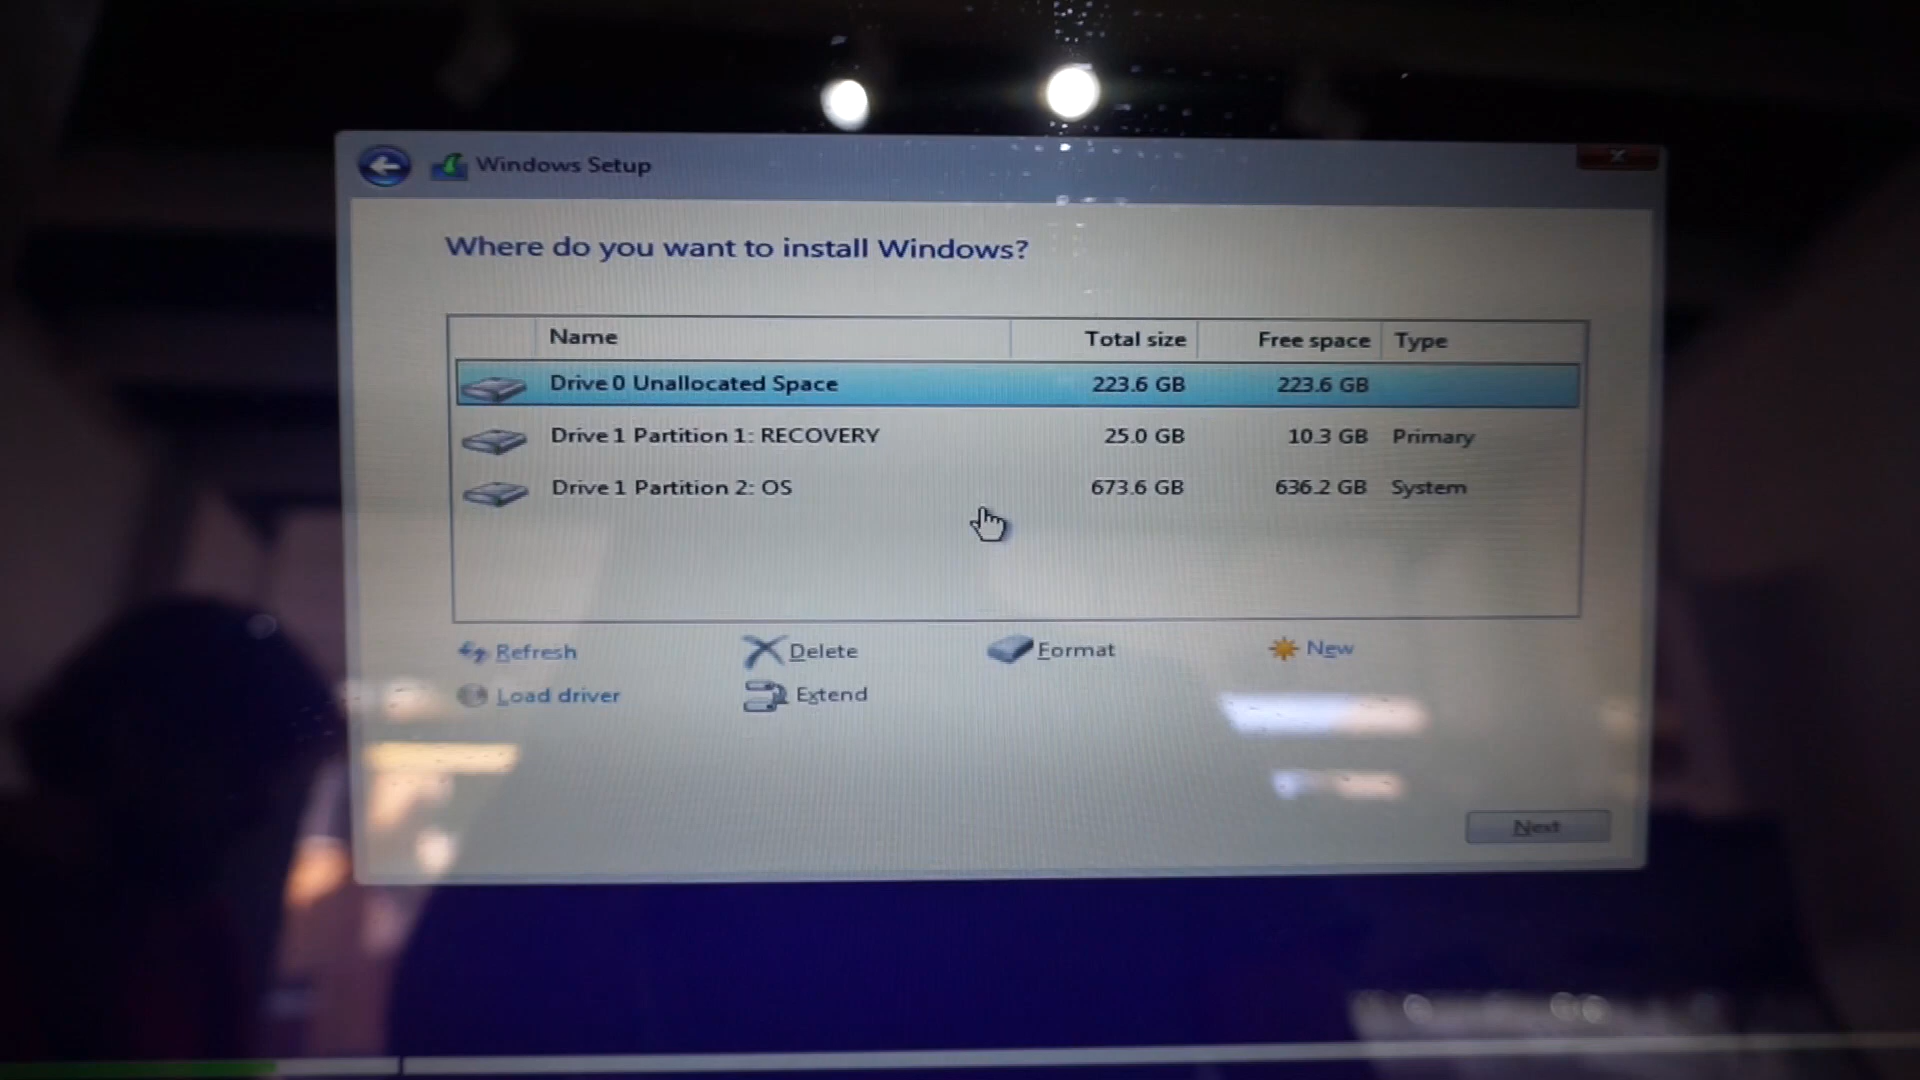 Windows Setup
Where do you want to install Windows?
Name Total size Free space Type
Drive 0 Unallocated Space 223.6 GB 223.6 GB
Drive 1 Partition 1: RECOVERY 25.0 GB 10.3 GB Primary
Drive 1 Partition 2: OS 673.6 GB 636.2 GB System
Refresh Delete Format New
Load driver Extend
Next